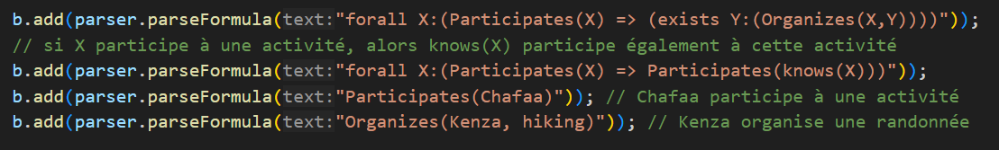 b.add(parser.parseFormula(text:"forall X:(Participates(X) => (exists Y:(Organizes(X,Y))))"));
// si X participe à une activité, alors knows(X) participe également à cette activité
b.add(parser.parseFormula(text:"forall X:(Participates(X) => Participates(knows(X)))"));
b.add(parser.parseFormula(text:"Participates(Chafaa)")); // Chafaa participe à une activité
b.add(parser.parseFormula(text:"Organizes(Kenza, hiking)")); // Kenza organise une randonnée